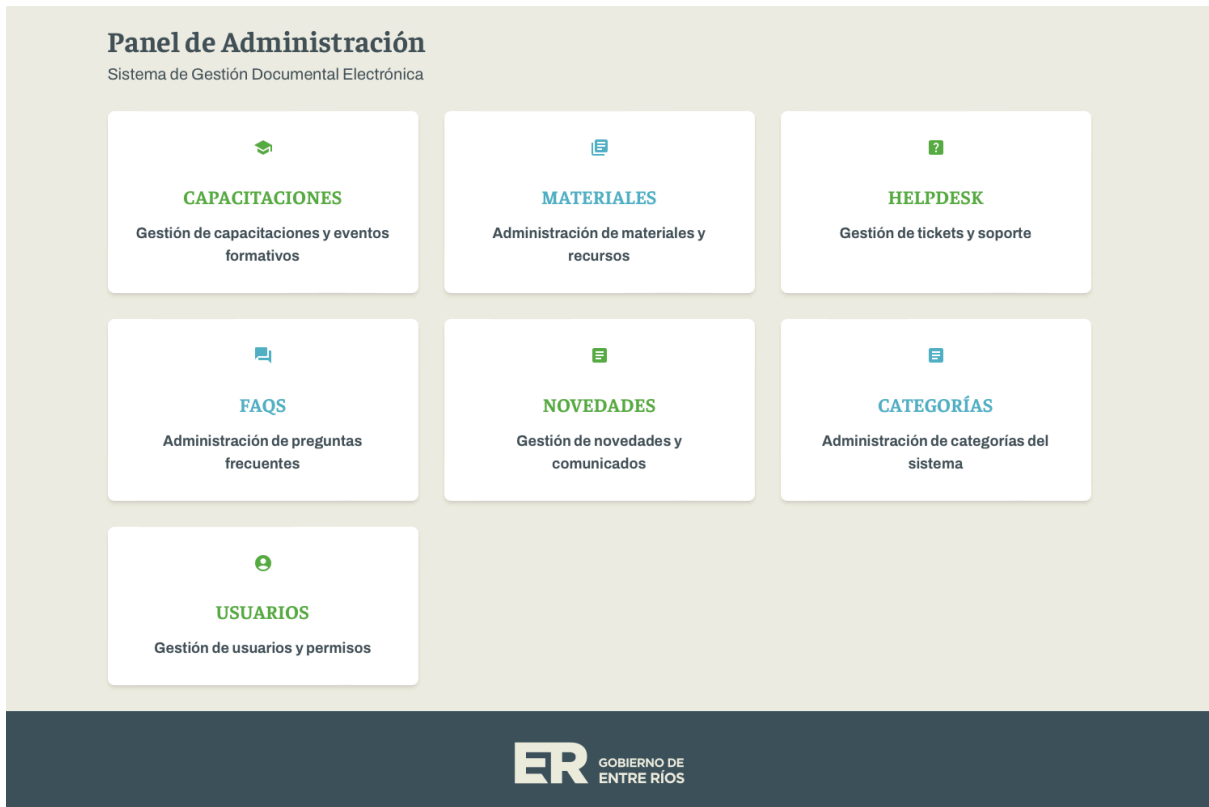 Panel de Administración
Sistema de Gestión Documental Electrónica
CAPACITACIONES
Gestión de capacitaciones y eventos
formativos
MATERIALES
Administración de materiales y
recursos
?
HELPDESK
Gestión de tickets y soporte
FAQS
Administración de preguntas
frecuentes
NOVEDADES
Gestión de novedades y
comunicados
CATEGORÍAS
Administración de categorías del
sistema
USUARIOS
Gestión de usuarios y permisos
ER
GOBIERNO DE
ENTRE RÍOS